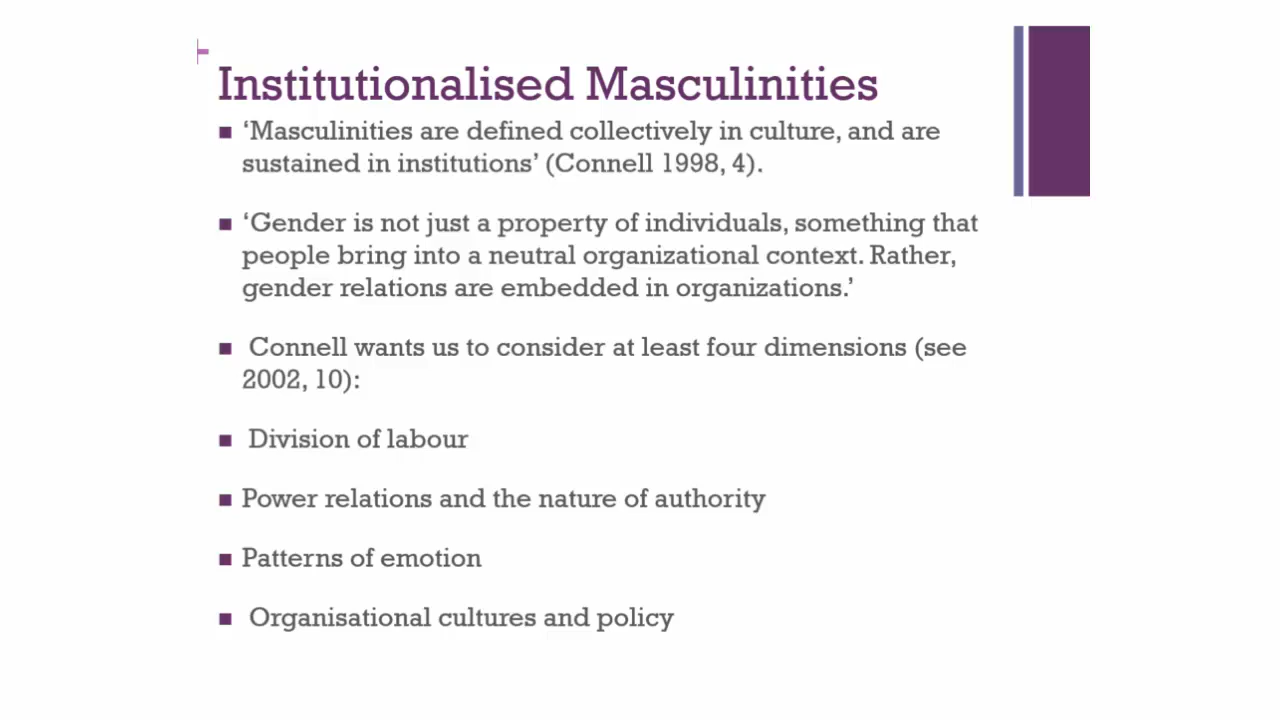 Institutionalised Masculinities
■ ‘Masculinities are defined collectively in culture, and are
sustained in institutions’ (Connell 1998, 4).
■ ‘Gender is not just a property of individuals, something that
people bring into a neutral organizational context. Rather,
gender relations are embedded in organizations.’
■ Connell wants us to consider at least four dimensions (see
2002, 10):
■ Division of labour
■ Power relations and the nature of authority
■ Patterns of emotion
■ Organisational cultures and policy